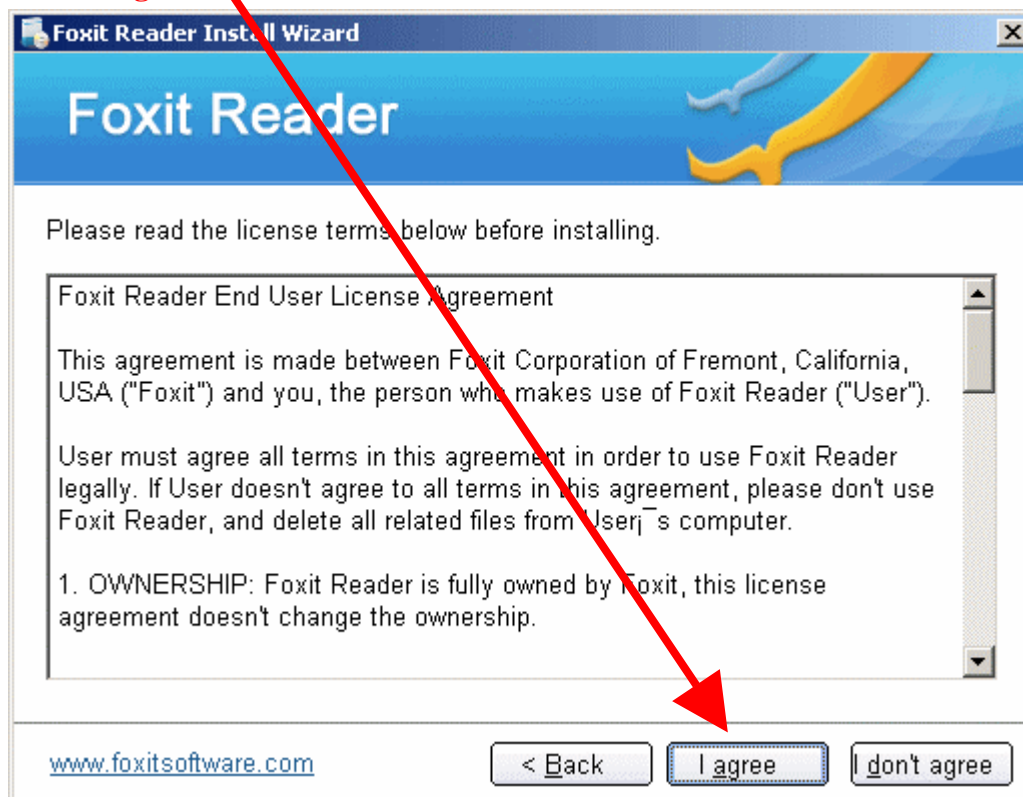 Foxit Reader Install Wizard
Foxit Reader
Please read the license terms below before installing.
Foxit Reader End User License Agreement
This agreement is made between Foxit Corporation of Fremont, California,
USA ("Foxit") and you, the person who makes use of Foxit Reader ("User").
User must agree all terms in this agreement in order to use Foxit Reader
legally. If User doesn't agree to all terms in this agreement, please don't use
Foxit Reader, and delete all related files from User¡¯s computer.
1. OWNERSHIP: Foxit Reader is fully owned by Foxit, this license
agreement doesn't change the ownership.
www.foxitsoftware.com
< Back
I agree
I don't agree